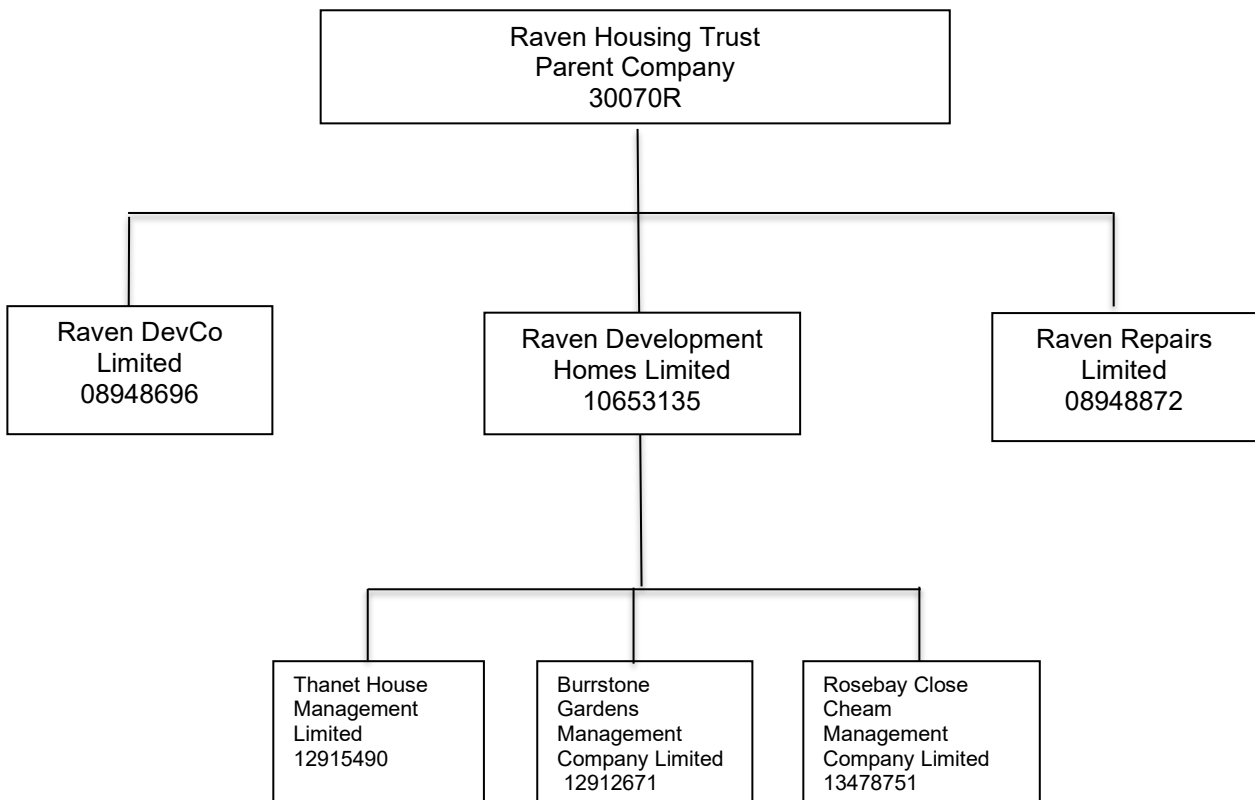 Raven Housing Trust
Parent Company
30070R
Raven DevCo
Limited
08948696
Raven Development
Homes Limited
10653135
Raven Repairs
Limited
08948872
Thanet House
Management
Limited
12915490
Burrstone
Gardens
Management
Company Limited
12912671
Rosebay Close
Cheam
Management
Company Limited
13478751